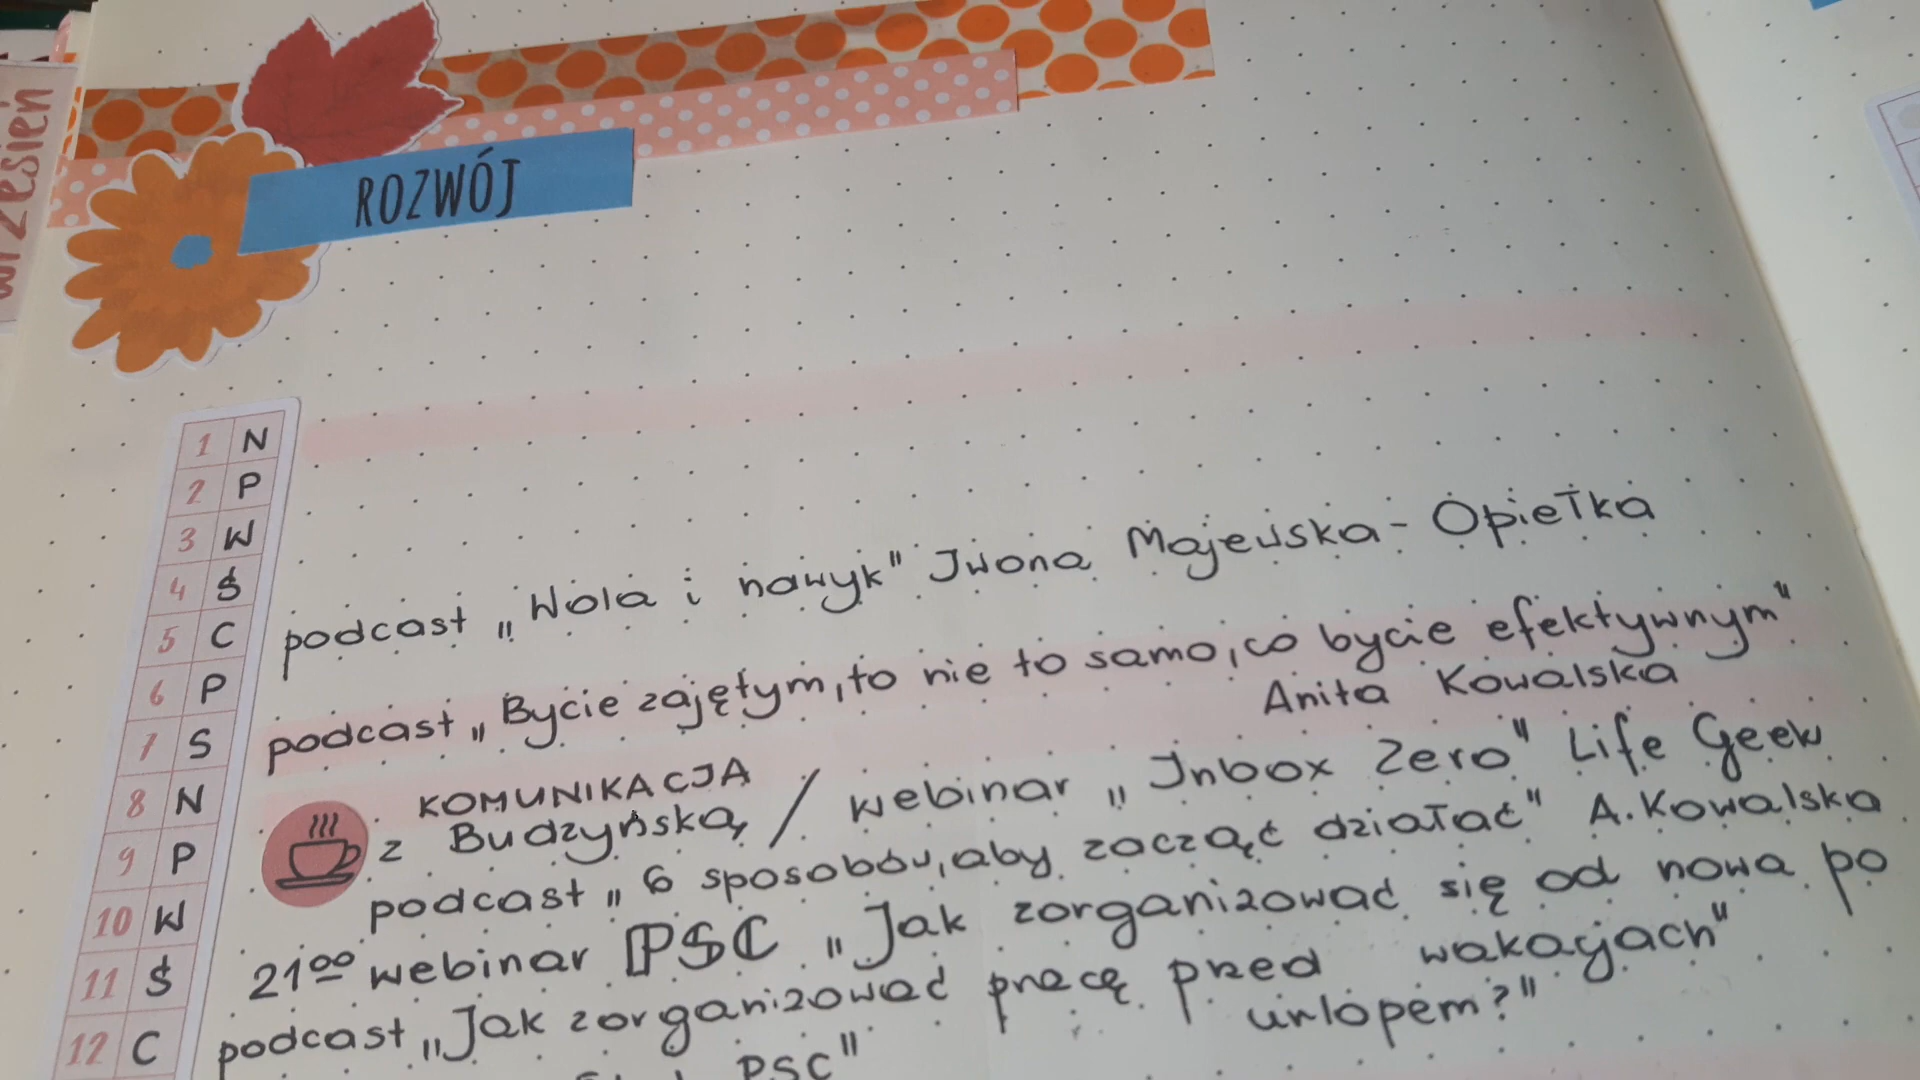 wrzesień
ROZWÓJ
1 N
2 P
3 W
4 Ś
5 C podcast „Wola i nawyk" Iwona Majewska-Opiełka
6 P
7 S podcast „Bycie zajętym, to nie to samo, co bycie efektywnym"
Anita Kowalska
8 N
9 P KOMUNIKACJA
z Budzyńską / webinar „Inbox Zero" Life Geek
10 W podcast „6 sposobów, aby zacząć działać" A. Kowalska
11 Ś 21⁰⁰ webinar PSC „Jak zorganizować się od nowa po
wakacjach"
12 C podcast „Jak zorganizować pracę przed
urlopem?"
PSC"